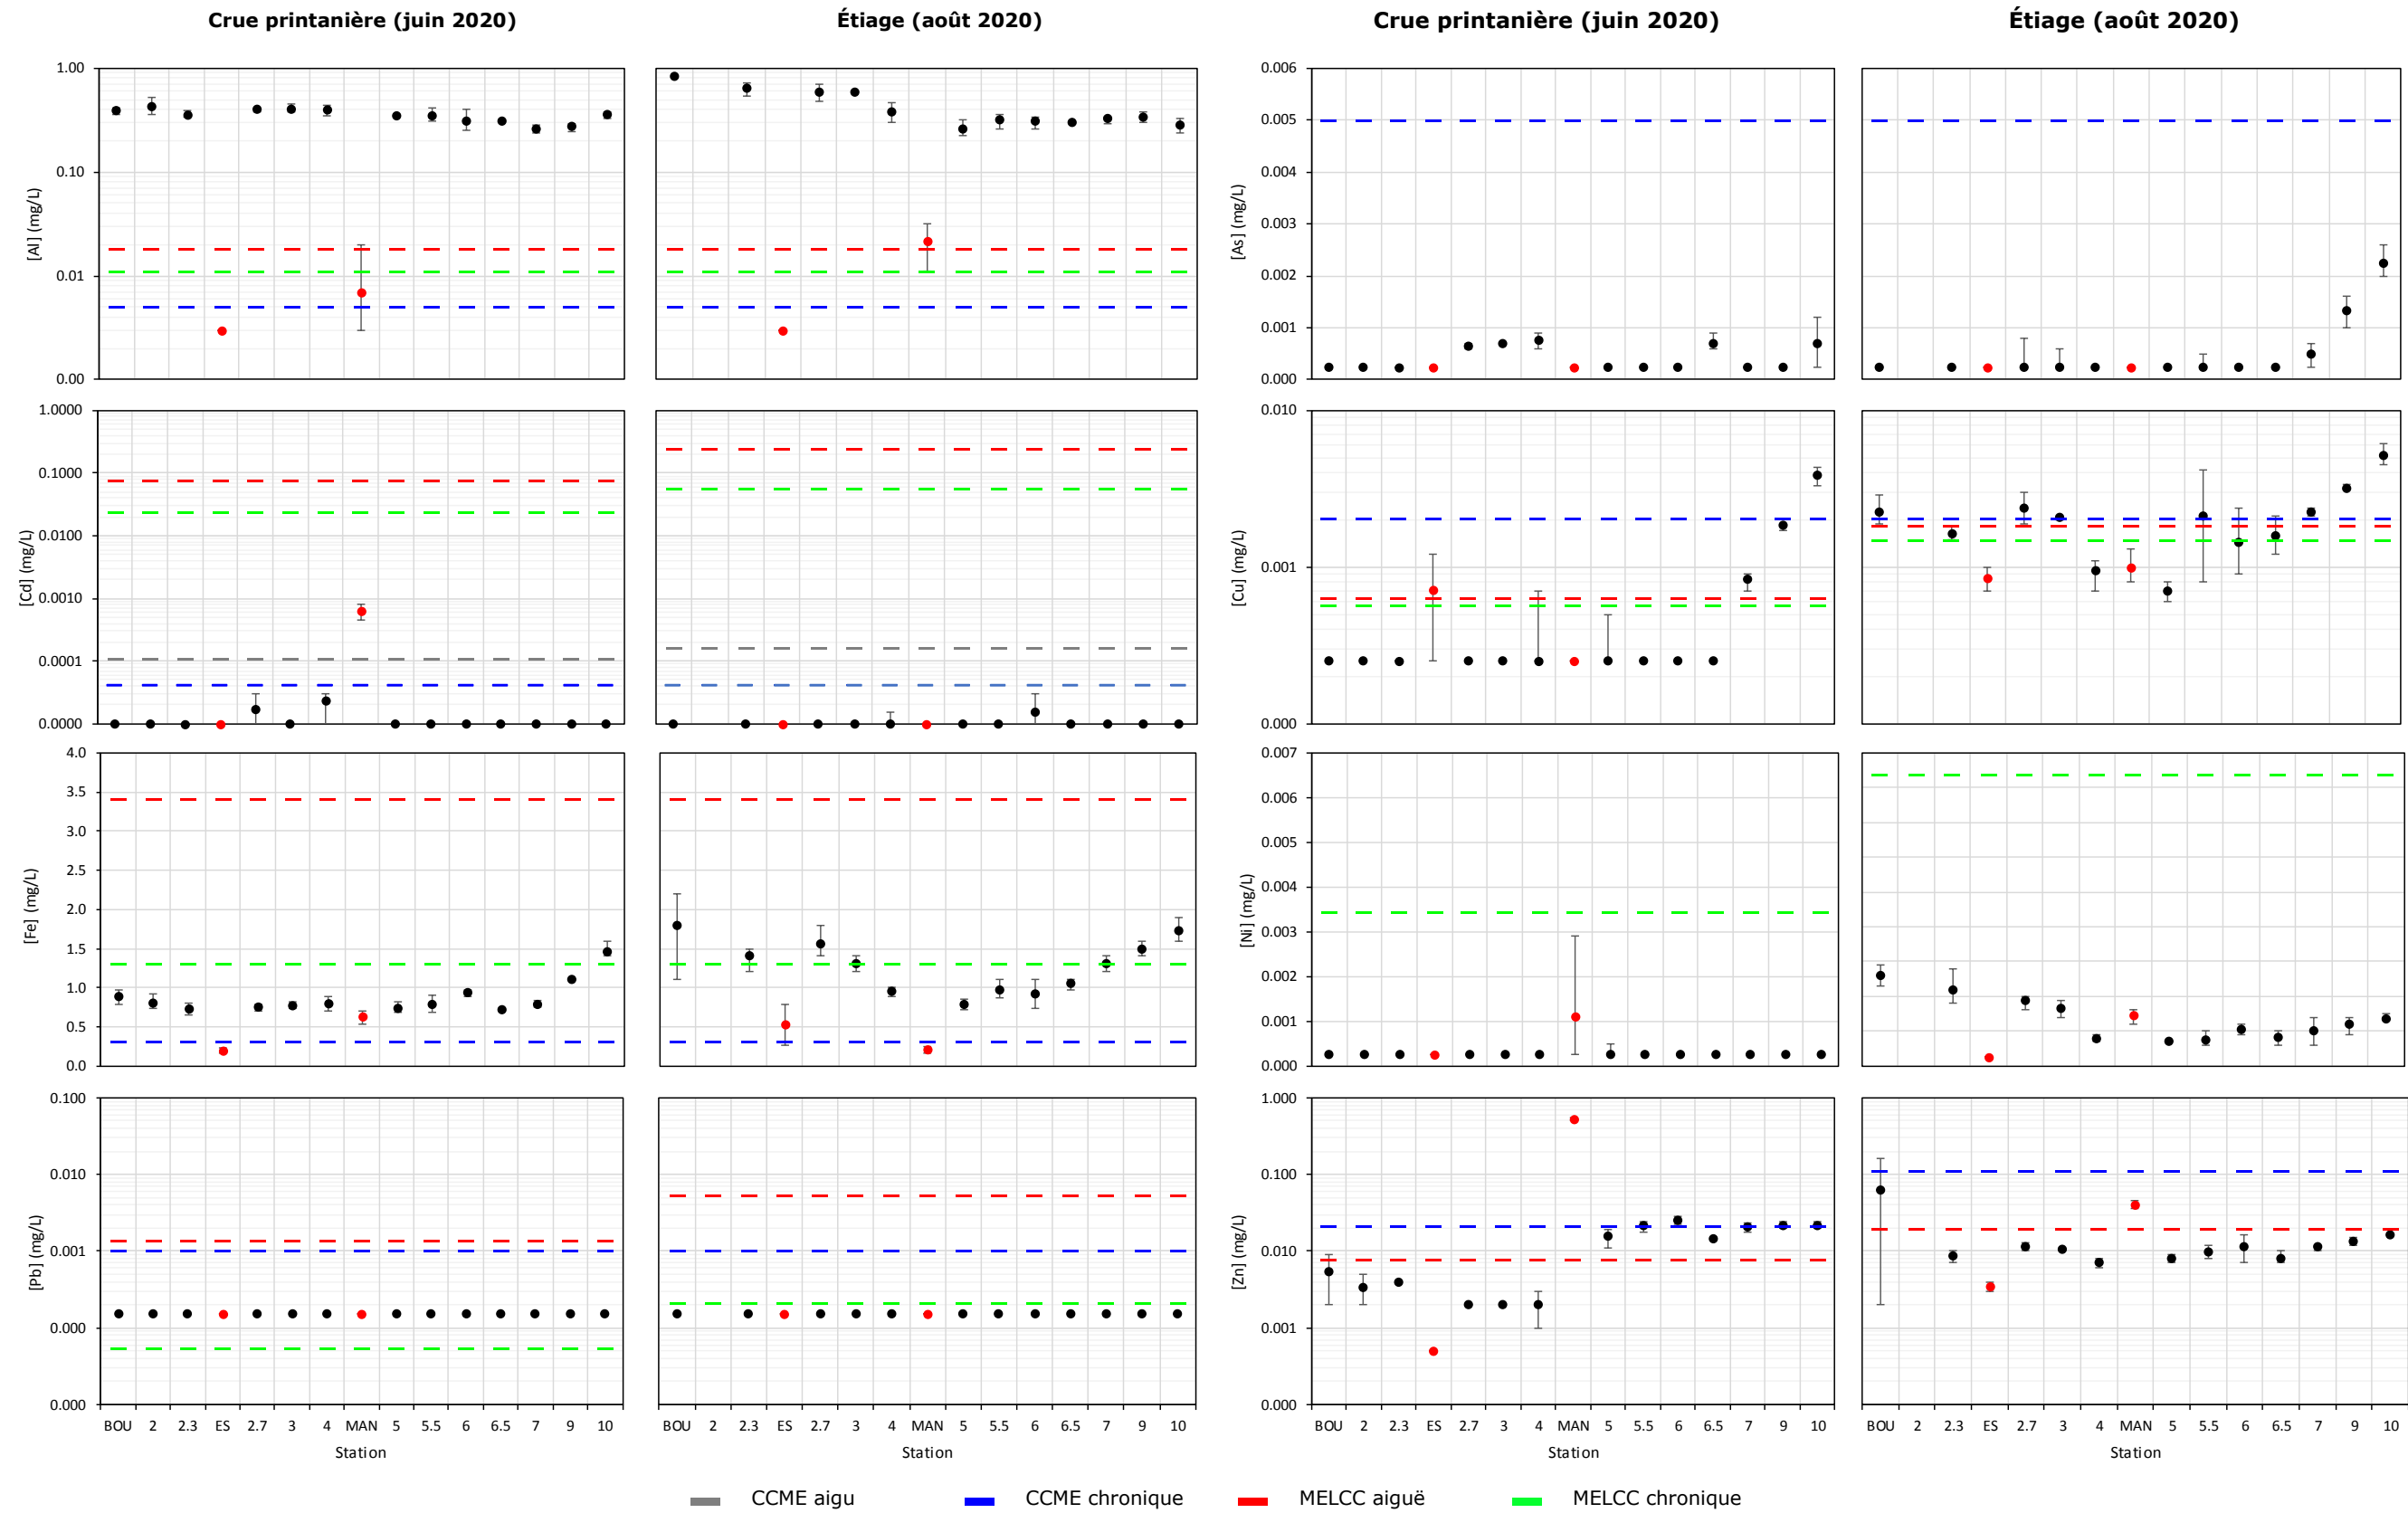 Crue printanière (juin 2020)
Étiage (août 2020)
Crue printanière (juin 2020)
Étiage (août 2020)
[Al] (mg/L)
1.00
0.10
0.01
0.00
[As] (mg/L)
0.006
0.005
0.004
0.003
0.002
0.001
0.000
[Cd] (mg/L)
1.0000
0.1000
0.0100
0.0010
0.0001
0.0000
[Cu] (mg/L)
0.010
0.001
0.000
[Fe] (mg/L)
4.0
3.5
3.0
2.5
2.0
1.5
1.0
0.5
0.0
[Ni] (mg/L)
0.007
0.006
0.005
0.004
0.003
0.002
0.001
0.000
[Pb] (mg/L)
0.100
0.010
0.001
0.000
0.000
[Zn] (mg/L)
1.000
0.100
0.010
0.001
0.000
BOU 2 2.3 ES 2.7 3 4 MAN 5 5.5 6 6.5 7 9 10
Station
BOU 2 2.3 ES 2.7 3 4 MAN 5 5.5 6 6.5 7 9 10
Station
BOU 2 2.3 ES 2.7 3 4 MAN 5 5.5 6 6.5 7 9 10
Station
BOU 2 2.3 ES 2.7 3 4 MAN 5 5.5 6 6.5 7 9 10
Station
CCME aigu
CCME chronique
MELCC aiguë
MELCC chronique